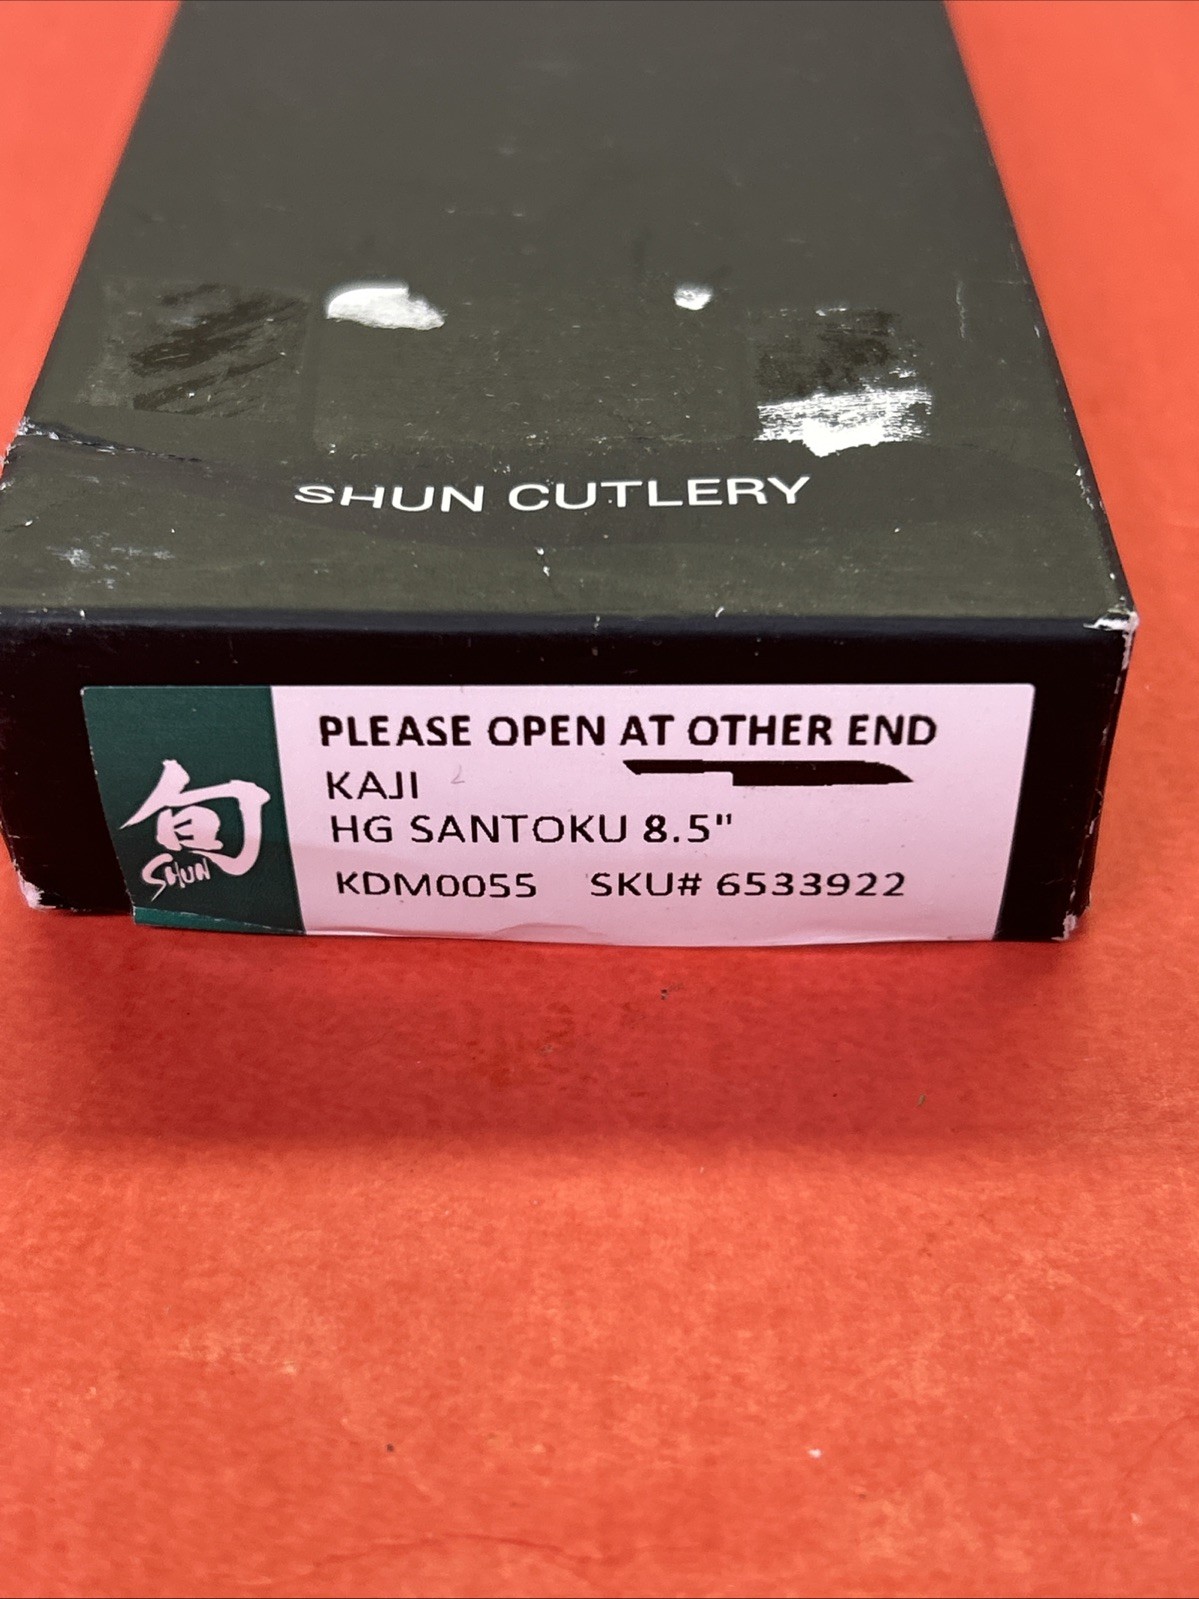 SHUN CUTLERY
PLEASE OPEN AT OTHER END
KAJI
HG SANTOKU 8.5"
KDM0055 SKU# 6533922
旬
SHUN